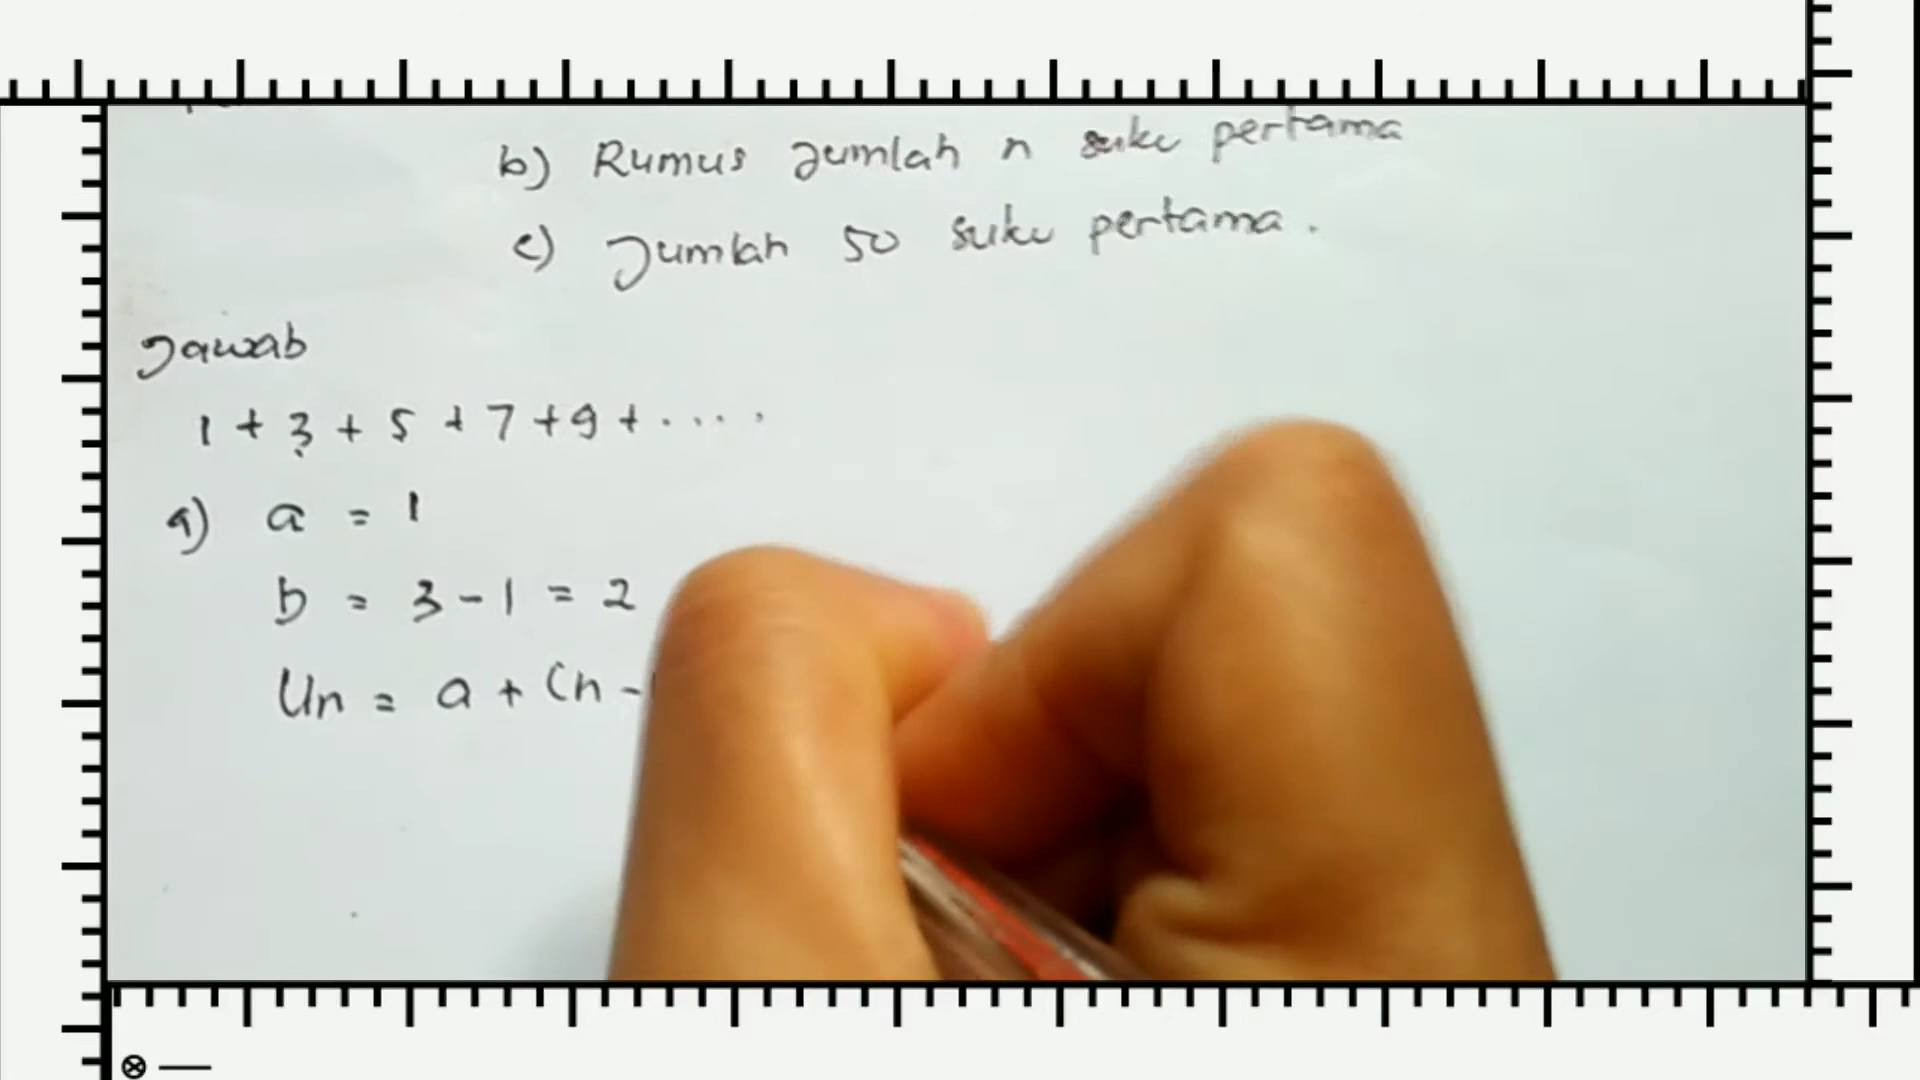 b) Rumus Jumlah n suku pertama
c) Jumlah 50 suku pertama.
Jawab
1 + 3 + 5 + 7 + 9 + .....
a) a = 1
b = 3 - 1 = 2
Un = a + (n -